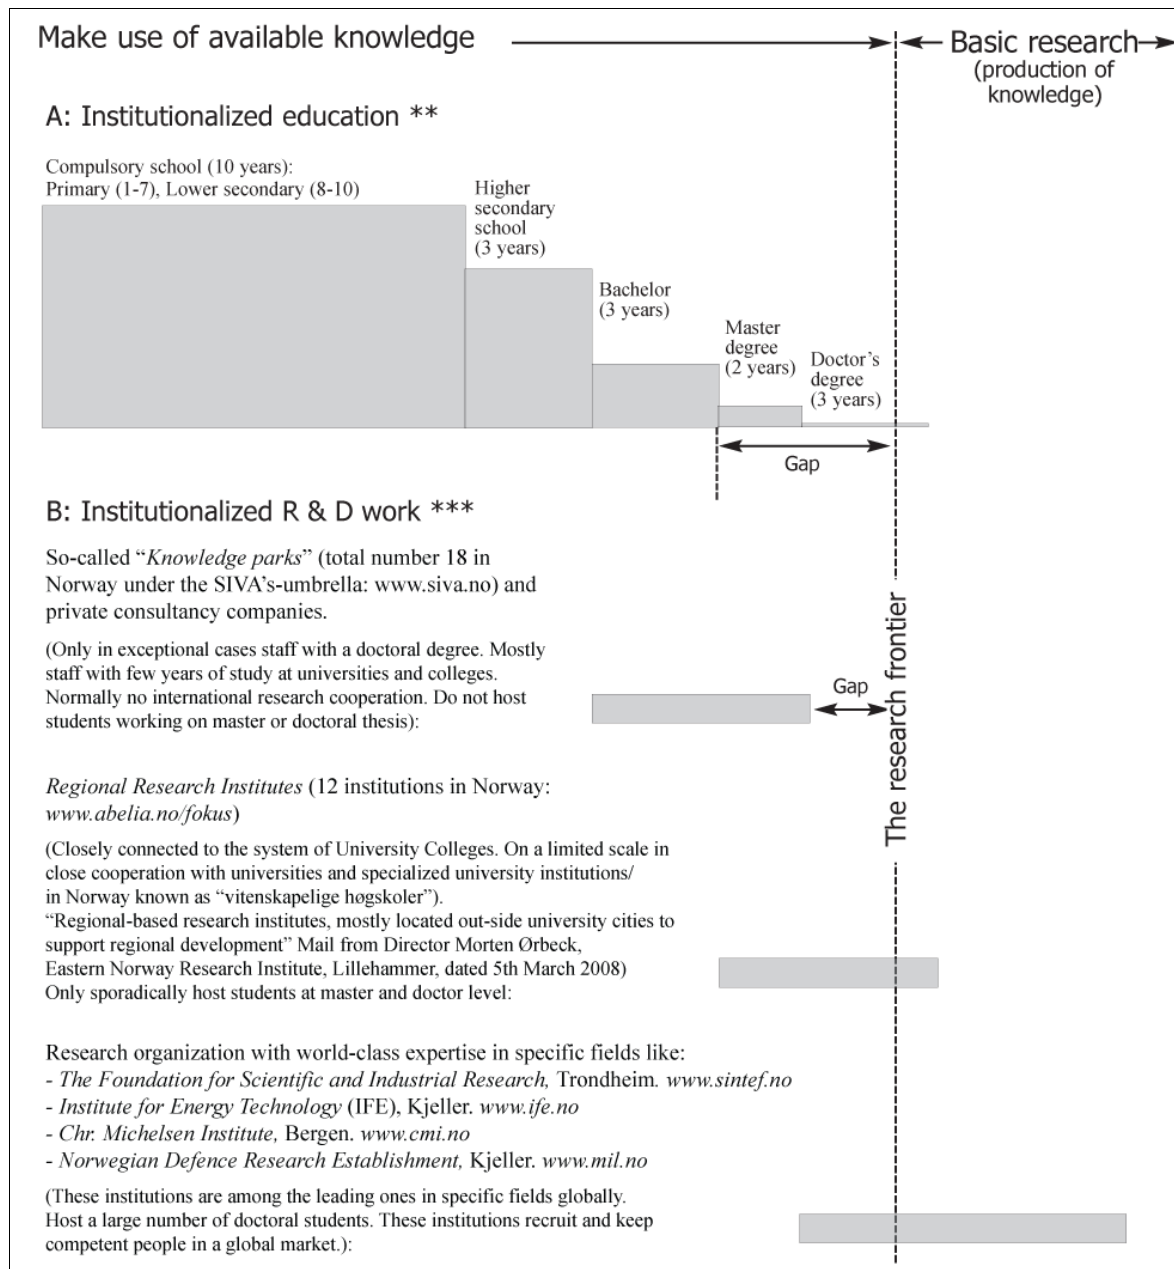 Make use of available knowledge
Basic research
(production of
knowledge)
A: Institutionalized education **
Compulsory school (10 years):
Primary (1-7), Lower secondary (8-10)
Higher
secondary
school
(3 years)
Bachelor
(3 years)
Master
degree
(2 years)
Doctor's
degree
(3 years)
Gap
B: Institutionalized R & D work ***
So-called “Knowledge parks” (total number 18 in
Norway under the SIVA’s-umbrella: www.siva.no) and
private consultancy companies.
(Only in exceptional cases staff with a doctoral degree. Mostly
staff with few years of study at universities and colleges.
Normally no international research cooperation. Do not host
students working on master or doctoral thesis):
Gap
The research frontier
Regional Research Institutes (12 institutions in Norway:
www.abelia.no/fokus)
(Closely connected to the system of University Colleges. On a limited scale in
close cooperation with universities and specialized university institutions/
in Norway known as “vitenskapelige høgskoler”).
“Regional-based research institutes, mostly located out-side university cities to
support regional development” Mail from Director Morten Ørbeck,
Eastern Norway Research Institute, Lillehammer, dated 5th March 2008)
Only sporadically host students at master and doctor level:
Research organization with world-class expertise in specific fields like:
- The Foundation for Scientific and Industrial Research, Trondheim. www.sintef.no
- Institute for Energy Technology (IFE), Kjeller. www.ife.no
- Chr. Michelsen Institute, Bergen. www.cmi.no
- Norwegian Defence Research Establishment, Kjeller. www.mil.no
(These institutions are among the leading ones in specific fields globally.
Host a large number of doctoral students. These institutions recruit and keep
competent people in a global market.):